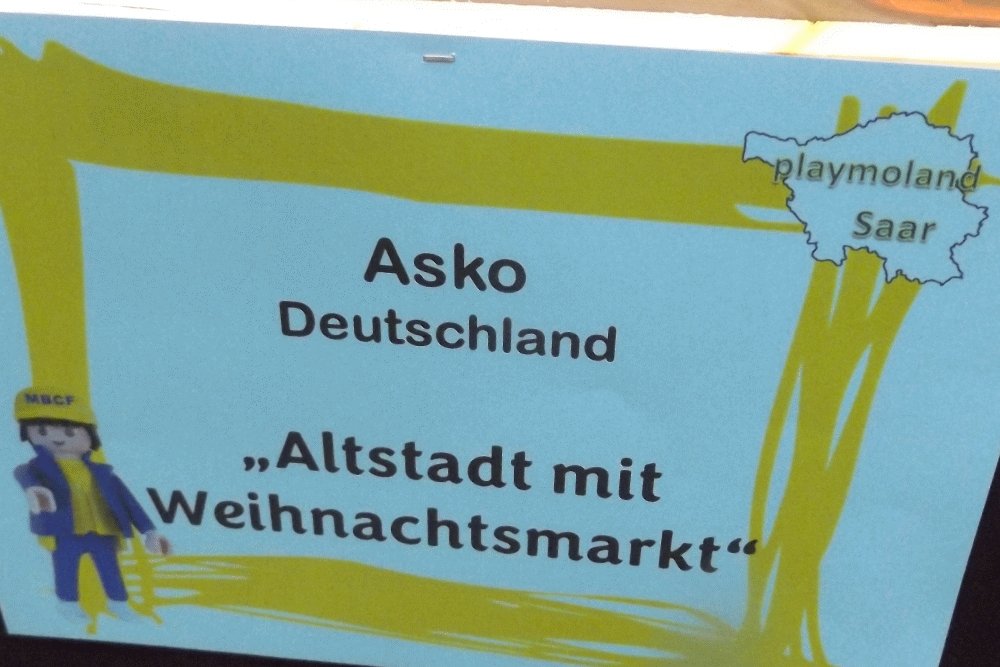 playmoland
Saar
Asko
Deutschland
„Altstadt mit
Weihnachtsmarkt“
MBCF